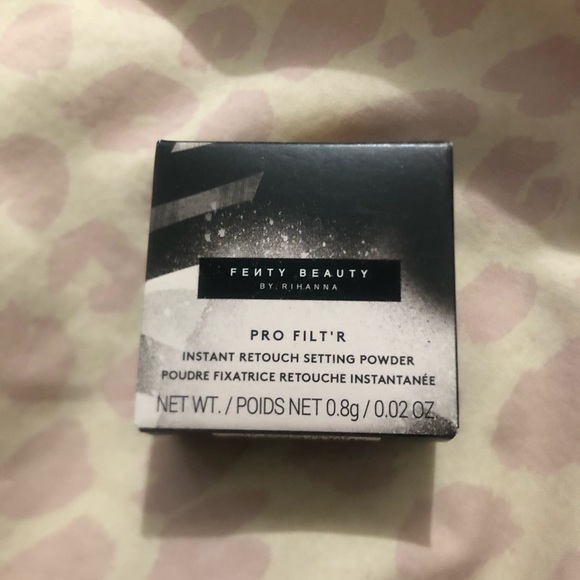 FEИTY BEAUTY
BY. RIHANNA
PRO FILT'R
INSTANT RETOUCH SETTING POWDER
POUDRE FIXATRICE RETOUCHE INSTANTANÉE
NET WT. / POIDS NET 0.8g / 0.02 OZ.